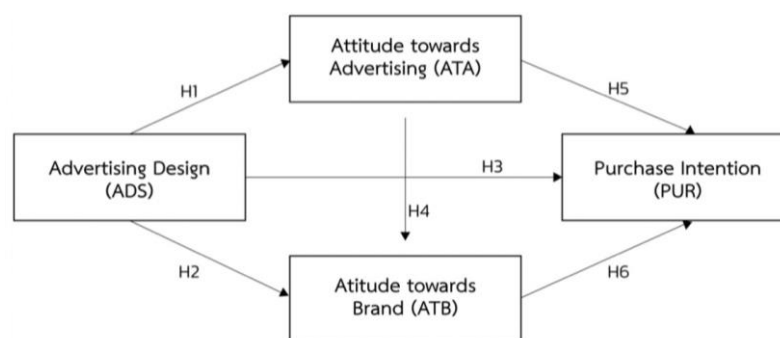 Attitude towards
Advertising (ATA)
H1
H5
Advertising Design
(ADS)
H3
Purchase Intention
(PUR)
H4
H2
H6
Atitude towards
Brand (ATB)